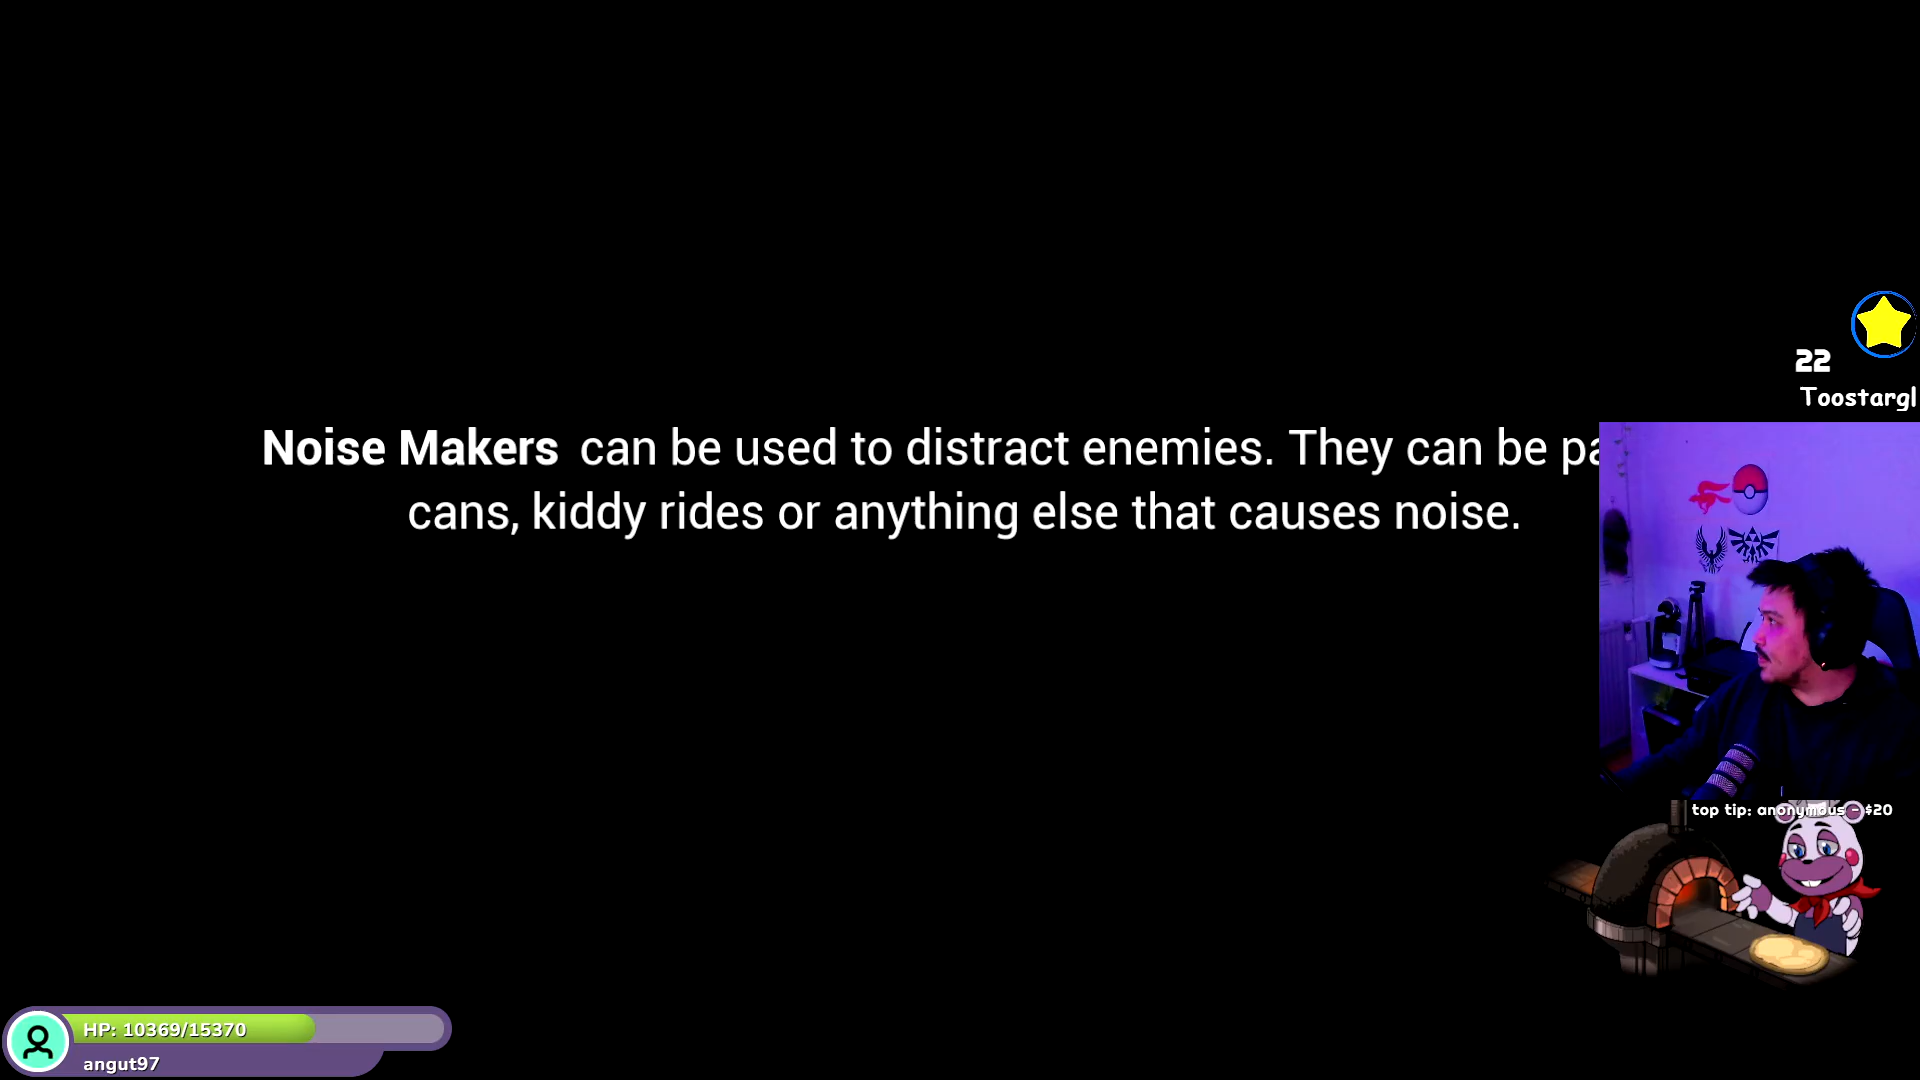 22
Toostargl
Noise Makers can be used to distract enemies. They can be
cans, kiddy rides or anything else that causes noise.
top tip: anonymous - $20
HP: 10369/15370
angut97